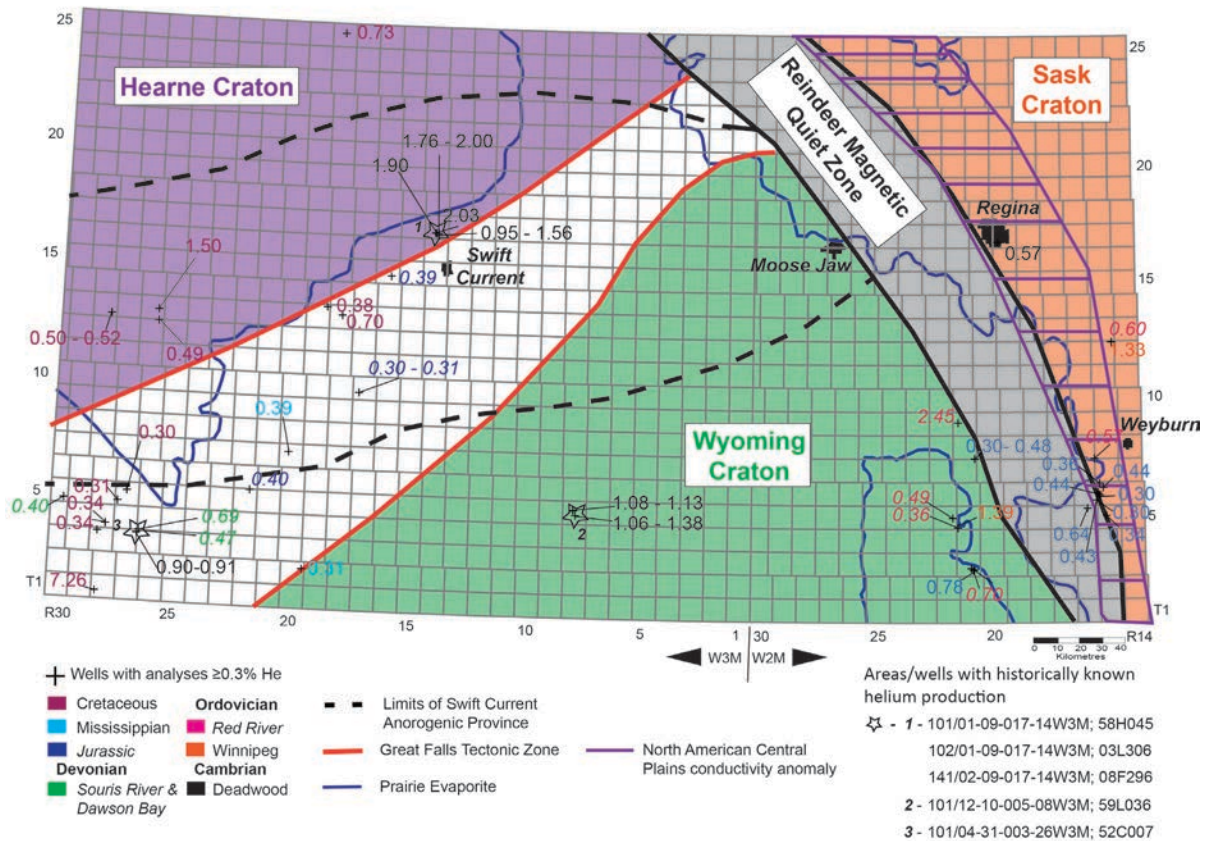 25
25
0.73
Hearne Craton
Reindeer Magnetic
Quiet Zone
Sask
Craton
20
20
1.76 - 2.00
1.90
2.03
1
0.95 - 1.56
Regina
0.57
15
1.50
Swift
Current
0.39
Moose Jaw
15
0.38
0.70
0.50 - 0.52
0.49
0.60
1.33
10
0.30 - 0.31
10
0.39
2.45
Weyburn
Wyoming
Craton
0.30
0.30- 0.48
0.36
0.44
0.44
0.30
0.30
0.34
5
0.31
0.40
0.40
0.34
0.34
3
0.69
0.47
1.08 - 1.13
1.06 - 1.38
2
0.49
0.36
1.39
5
0.64
0.43
0.90-0.91
T1
7.26
0.31
0.78
0.70
T1
R30
25
20
15
10
5
1
30
25
20
R14
W3M
W2M
0 10 20 30 40
Kilometres
Wells with analyses ≥0.3% He
Cretaceous
Mississippian
Jurassic
Devonian
Souris River &
Dawson Bay
Ordovician
Red River
Winnipeg
Cambrian
Deadwood
Limits of Swift Current
Anorogenic Province
Great Falls Tectonic Zone
Prairie Evaporite
North American Central
Plains conductivity anomaly
Areas/wells with historically known
helium production
- 1 - 101/01-09-017-14W3M; 58H045
102/01-09-017-14W3M; 03L306
141/02-09-017-14W3M; 08F296
2 - 101/12-10-005-08W3M; 59L036
3 - 101/04-31-003-26W3M; 52C007